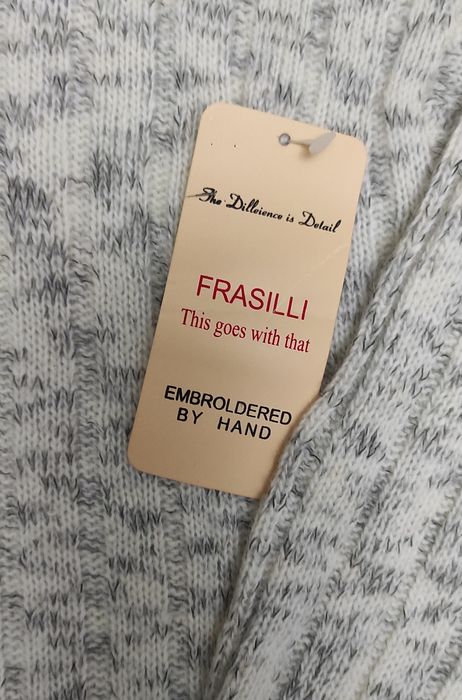 The Dilleience is Detail
FRASILLI
This goes with that
EMBROLDERED
BY HAND